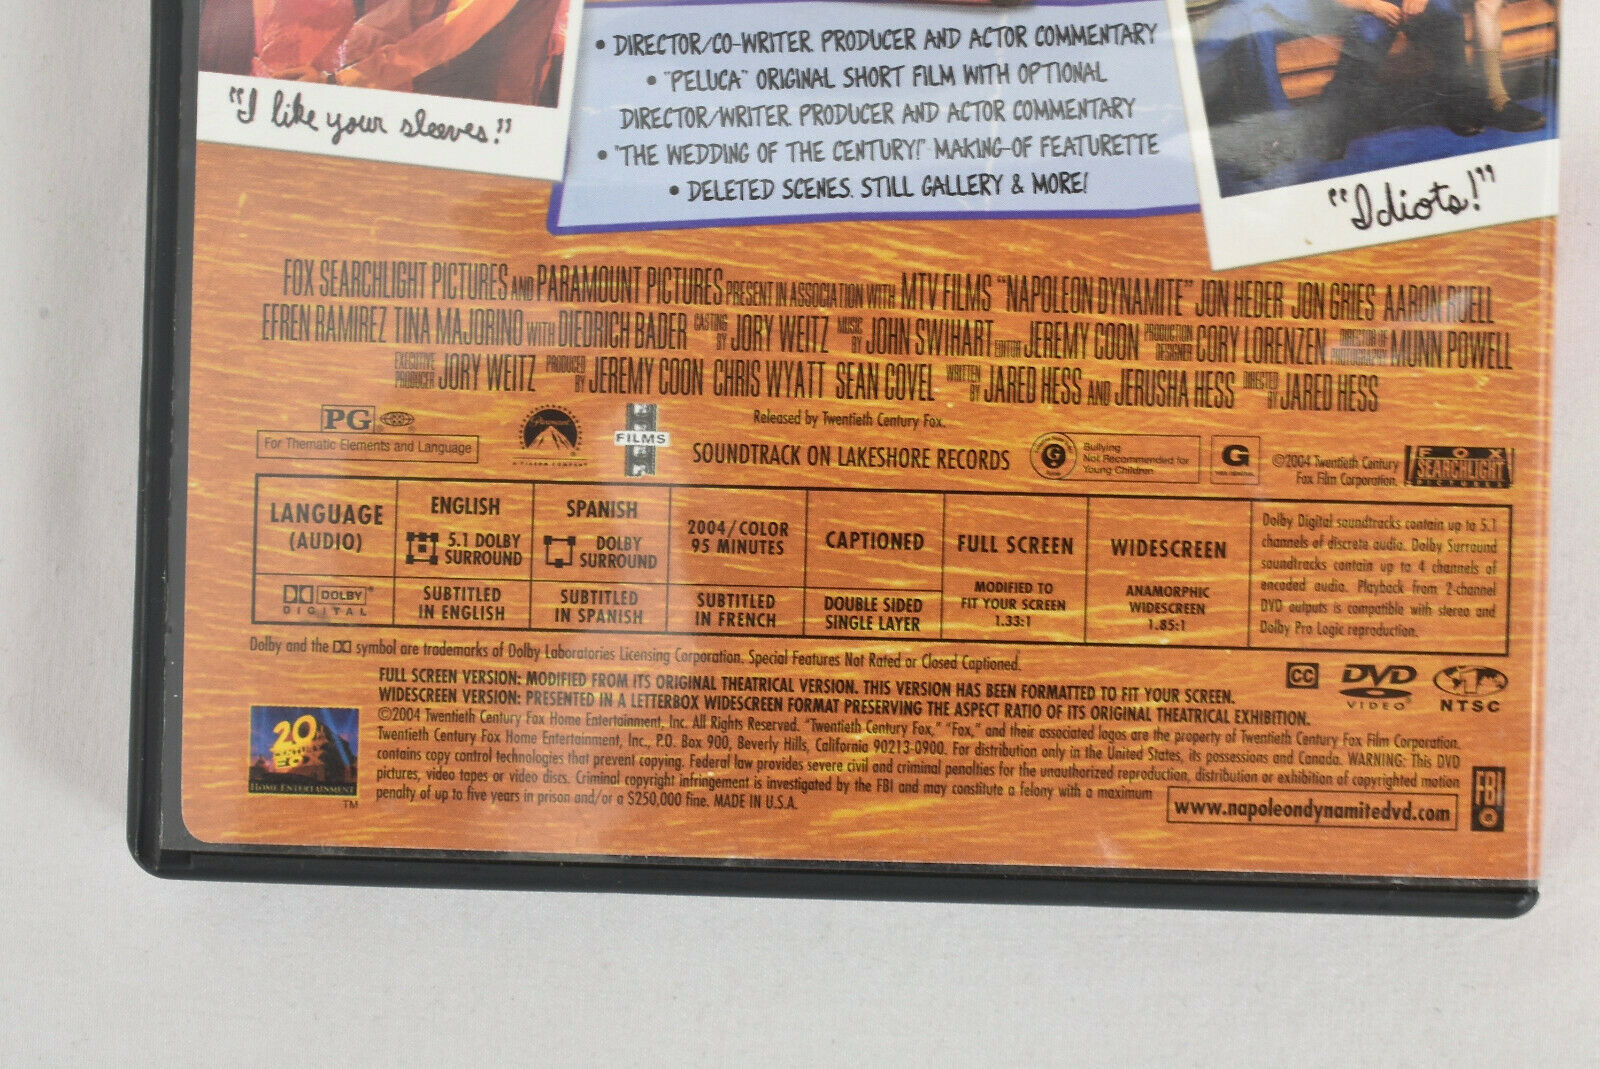 "I like your sleeves!"
• DIRECTOR/CO-WRITER, PRODUCER AND ACTOR COMMENTARY
• "PELUCA" ORIGINAL SHORT FILM WITH OPTIONAL
DIRECTOR/WRITER, PRODUCER AND ACTOR COMMENTARY
• "THE WEDDING OF THE CENTURY!" MAKING-OF FEATURETTE
• DELETED SCENES, STILL GALLERY & MORE!
"Idiots!"
FOX SEARCHLIGHT PICTURES AND PARAMOUNT PICTURES PRESENT IN ASSOCIATION WITH MTV FILMS "NAPOLEON DYNAMITE" JON HEDER JON GRIES AARON RUELL
EFREN RAMIREZ TINA MAJORINO WITH DIEDRICH BADER CASTING BY JORY WEITZ MUSIC BY JOHN SWIHART EDITOR JEREMY COON PRODUCTION DESIGNER CORY LORENZEN DIRECTOR OF PHOTOGRAPHY MUNN POWELL
EXECUTIVE PRODUCER JORY WEITZ PRODUCED BY JEREMY COON CHRIS WYATT SEAN COVEL WRITTEN BY JARED HESS AND JERUSHA HESS DIRECTED BY JARED HESS
PG
For Thematic Elements and Language
Paramount
FILMS
Released by Twentieth Century Fox.
SOUNDTRACK ON LAKESHORE RECORDS
G
Bullying
Not Recommended for
Young Children
G
©2004 Twentieth Century
Fox Film Corporation.
FOX
SEARCHLIGHT
PICTURES
LANGUAGE
(AUDIO)
DOLBY
DIGITAL
ENGLISH
5.1 DOLBY
SURROUND
SUBTITLED
IN ENGLISH
SPANISH
DOLBY
SURROUND
SUBTITLED
IN SPANISH
2004/COLOR
95 MINUTES
SUBTITLED
IN FRENCH
CAPTIONED
DOUBLE SIDED
SINGLE LAYER
FULL SCREEN
MODIFIED TO
FIT YOUR SCREEN
1.33:1
WIDESCREEN
ANAMORPHIC
WIDESCREEN
1.85:1
Dolby Digital soundtracks contain up to 5.1
channels of discrete audio. Dolby Surround
soundtracks contain up to 4 channels of
encoded audio. Playback from 2-channel
DVD outputs is compatible with stereo and
Dolby Pro Logic reproduction.
Dolby and the DD symbol are trademarks of Dolby Laboratories Licensing Corporation. Special Features Not Rated or Closed Captioned.
FULL SCREEN VERSION: MODIFIED FROM ITS ORIGINAL THEATRICAL VERSION. THIS VERSION HAS BEEN FORMATTED TO FIT YOUR SCREEN.
WIDESCREEN VERSION: PRESENTED IN A LETTERBOX WIDESCREEN FORMAT PRESERVING THE ASPECT RATIO OF ITS ORIGINAL THEATRICAL EXHIBITION.
CC
DVD
VIDEO
NTSC
20
HOME ENTERTAINMENT
TM
©2004 Twentieth Century Fox Home Entertainment, Inc. All Rights Reserved. "Twentieth Century Fox," "Fox," and their associated logos are the property of Twentieth Century Fox Film Corporation.
Twentieth Century Fox Home Entertainment, Inc., P.O. Box 900, Beverly Hills, California 90213-0900. For distribution only in the United States, its possessions and Canada. WARNING: This DVD
contains copy control technologies that prevent copying. Federal law provides severe civil and criminal penalties for the unauthorized reproduction, distribution or exhibition of copyrighted motion
pictures, video tapes or video discs. Criminal copyright infringement is investigated by the FBI and may constitute a felony with a maximum
penalty of up to five years in prison and/or a $250,000 fine. MADE IN U.S.A.
www.napoleondynamitedvd.com
FBI